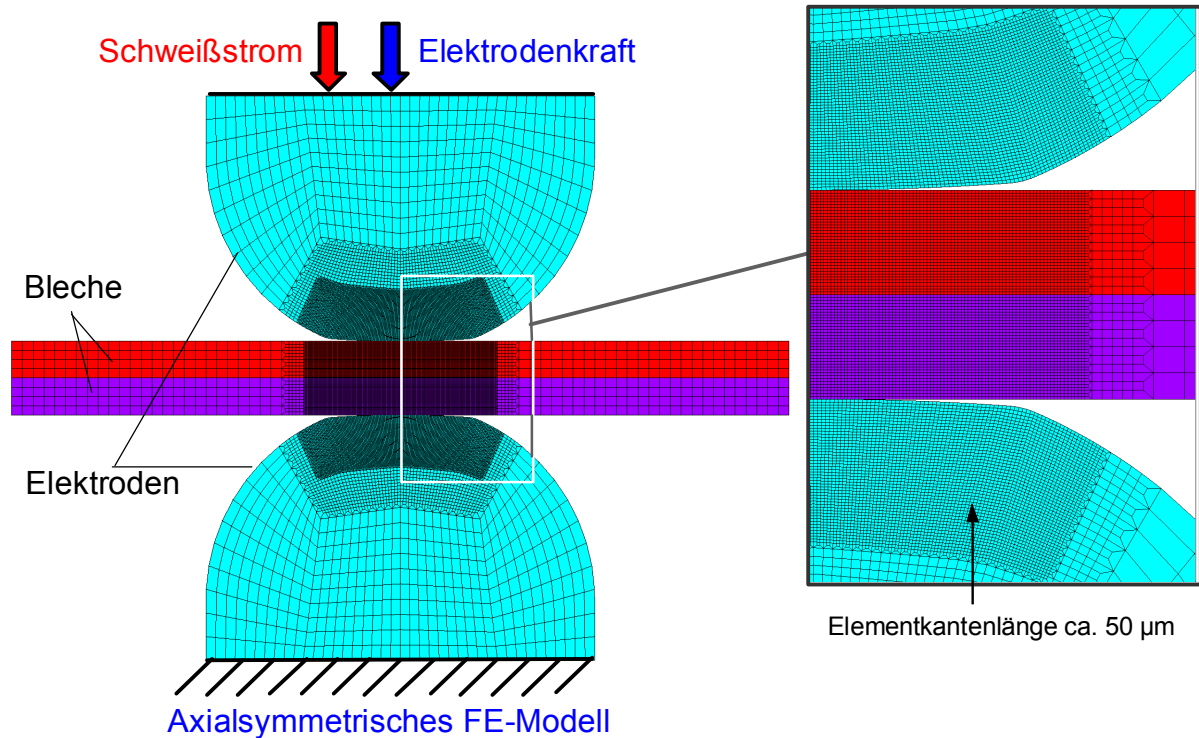 Schweißstrom
Elektrodenkraft
Bleche
Elektroden
Elementkantenlänge ca. 50 µm
Axialsymmetrisches FE-Modell